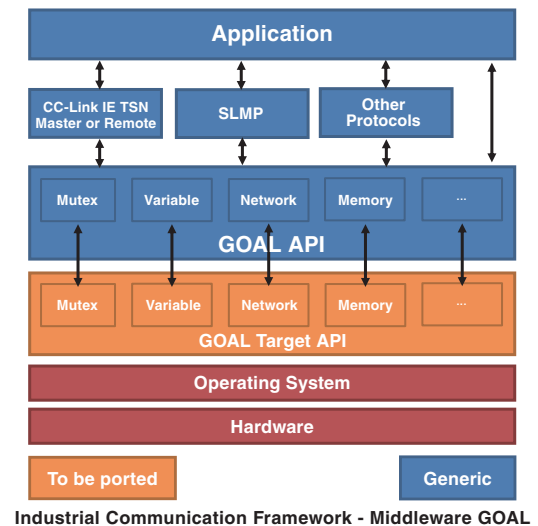 Application
CC-Link IE TSN
Master or Remote
SLMP
Other
Protocols
Mutex
Variable
Network
Memory
...
GOAL API
Mutex
Variable
Network
Memory
...
GOAL Target API
Operating System
Hardware
To be ported
Generic
Industrial Communication Framework - Middleware GOAL